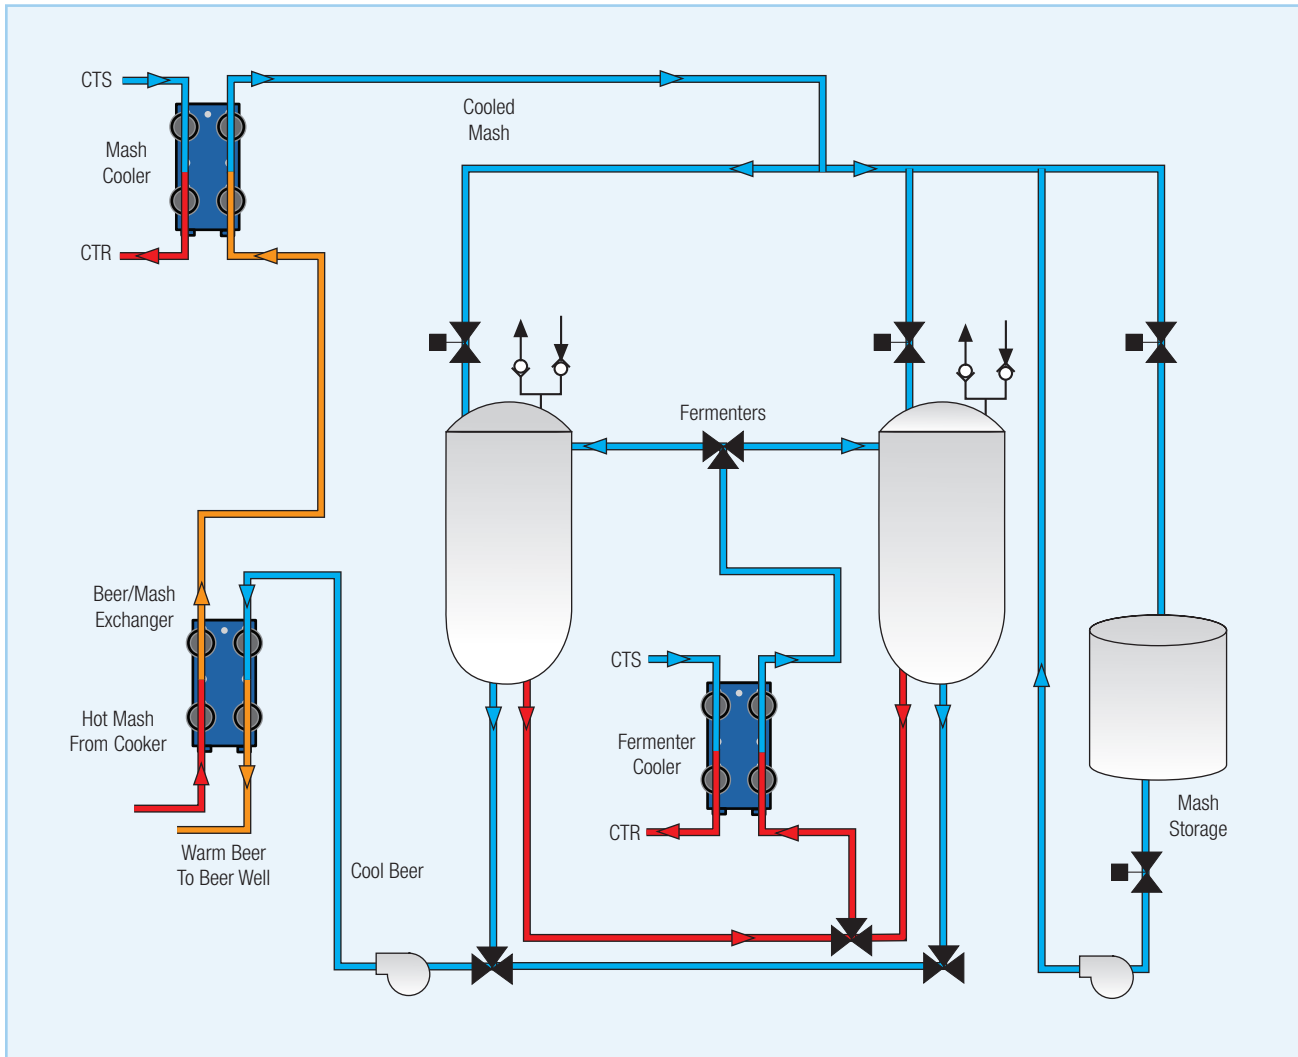 CTS
Cooled
Mash
Mash
Cooler
CTR
Fermenters
Beer/Mash
Exchanger
CTS
Hot Mash
From Cooker
Fermenter
Cooler
Mash
Storage
CTR
Warm Beer
To Beer Well
Cool Beer